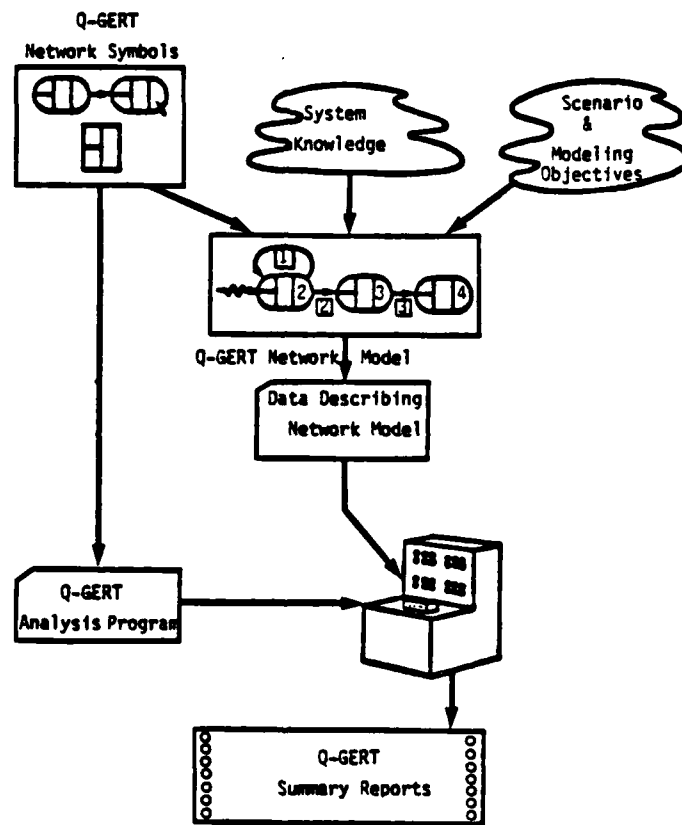 Q-GERT
Network Symbols
System
Knowledge
Scenario
&
Modeling
Objectives
1
2
3
4
2
3
Q-GERT Network Model
Data Describing
Network Model
Q-GERT
Analysis Program
Q-GERT
Summary Reports